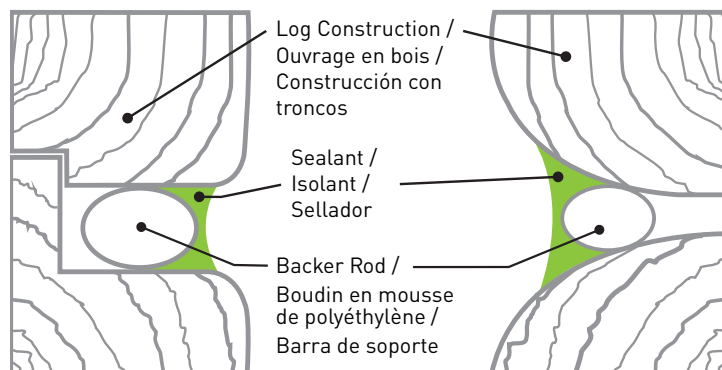 Log Construction /
Ouvrage en bois /
Construcción con
troncos
Sealant /
Isolant /
Sellador
Backer Rod /
Boudin en mousse
de polyéthylène /
Barra de soporte